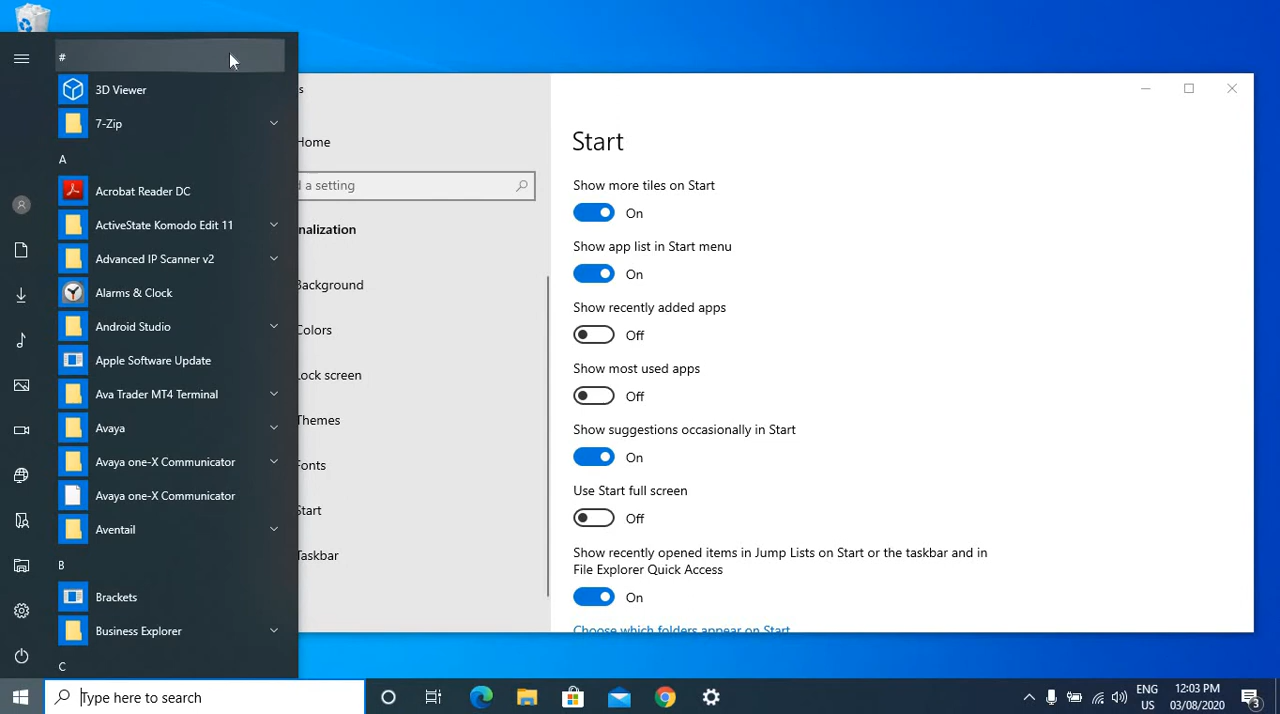 #
3D Viewer
7-Zip
A
Acrobat Reader DC
ActiveState Komodo Edit 11
Advanced IP Scanner v2
Alarms & Clock
Android Studio
Apple Software Update
Ava Trader MT4 Terminal
Avaya
Avaya one-X Communicator
Avaya one-X Communicator
Aventail
B
Brackets
Business Explorer
C
s
Home
d a setting
nalization
Background
Colors
Lock screen
Themes
Fonts
Start
Taskbar
Start
Show more tiles on Start
On
Show app list in Start menu
On
Show recently added apps
Off
Show most used apps
Off
Show suggestions occasionally in Start
On
Use Start full screen
Off
Show recently opened items in Jump Lists on Start or the taskbar and in
File Explorer Quick Access
On
Choose which folders appear on Start
Type here to search
ENG
US
12:03 PM
03/08/2020
3